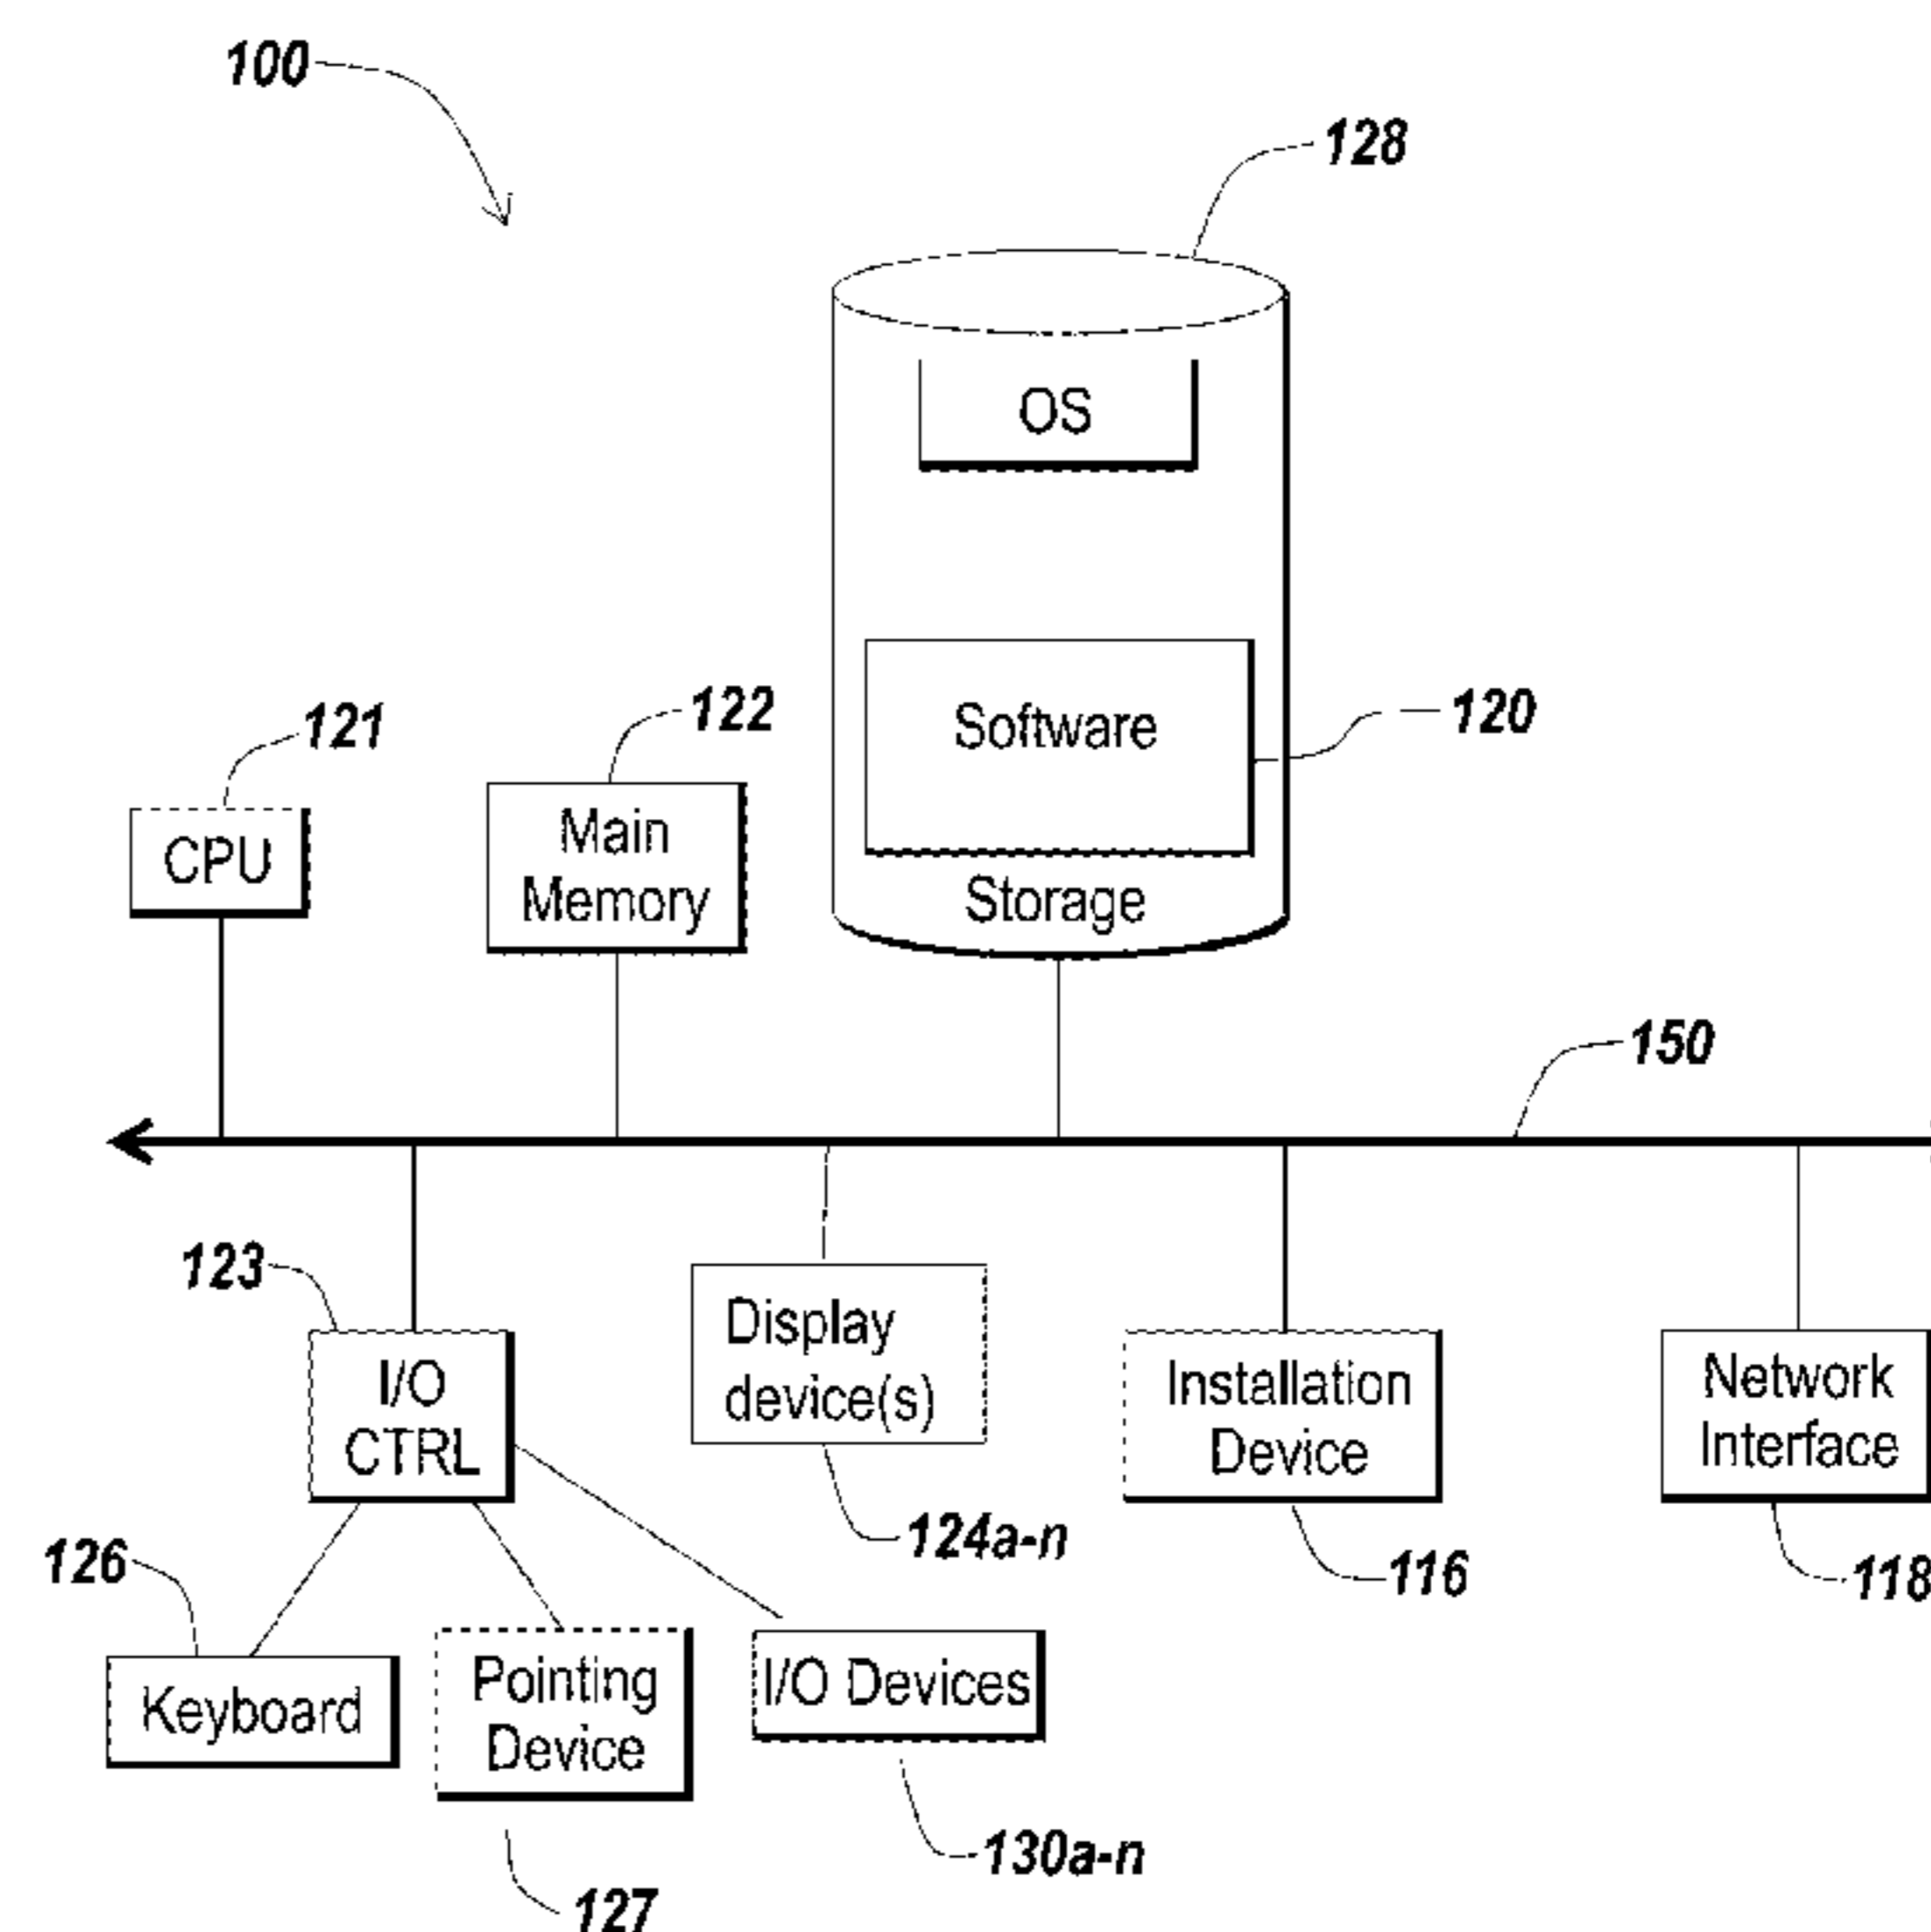 100
128
OS
Software
120
121
122
CPU
Main
Memory
Storage
150
123
I/O
CTRL
Display
device(s)
Installation
Device
Network
Interface
124a-n
126
116
118
Keyboard
Pointing
Device
I/O Devices
130a-n
127